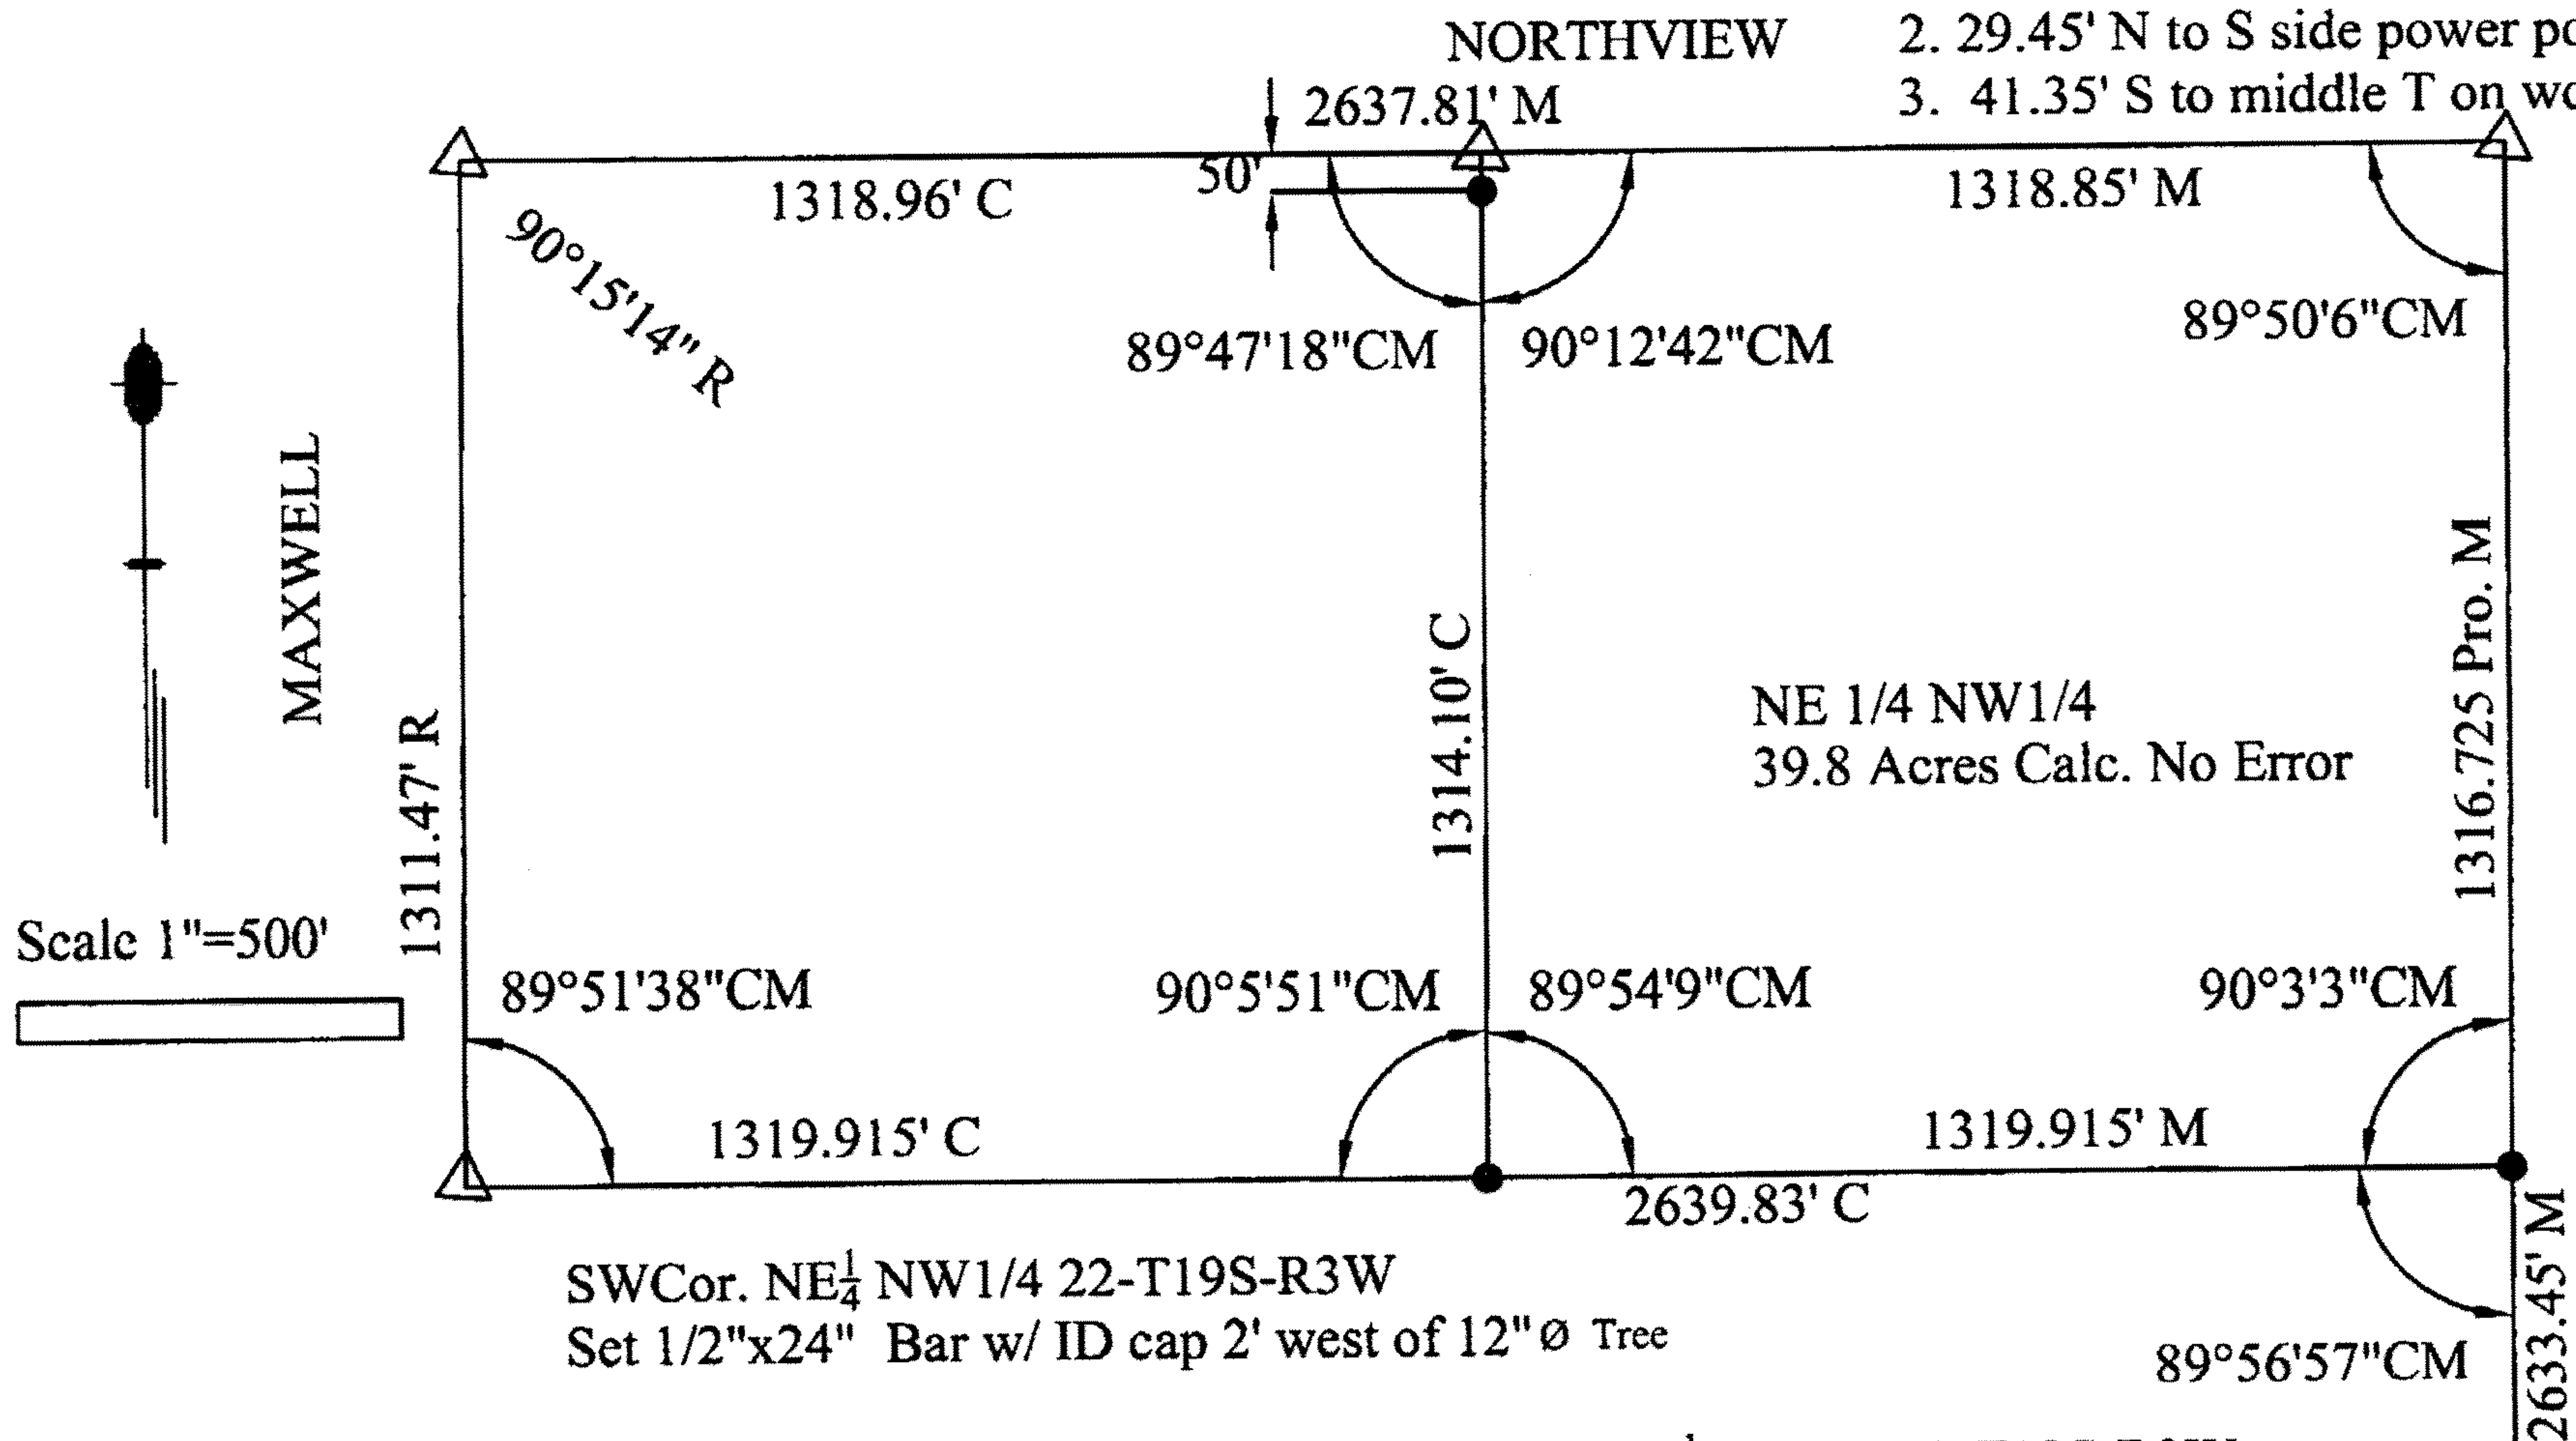 NORTHVIEW
2. 29.45' N to S side power
3. 41.35' S to middle T on
2637.81' M
50'
1318.96' C
1318.85' M
90°15'14" R
89°47'18"CM
90°12'42"CM
89°50'6"CM
MAXWELL
1311.47' R
1314.10' C
1316.725 Pro. M
NE 1/4 NW1/4
39.8 Acres Calc. No Error
Scale 1"=500'
89°51'38"CM
90°5'51"CM
89°54'9"CM
90°3'3"CM
1319.915' C
1319.915' M
2639.83' C
SWCor. NE¼ NW1/4 22-T19S-R3W
Set 1/2"x24" Bar w/ ID cap 2' west of 12"Ø Tree
89°56'57"CM
2633.45' M